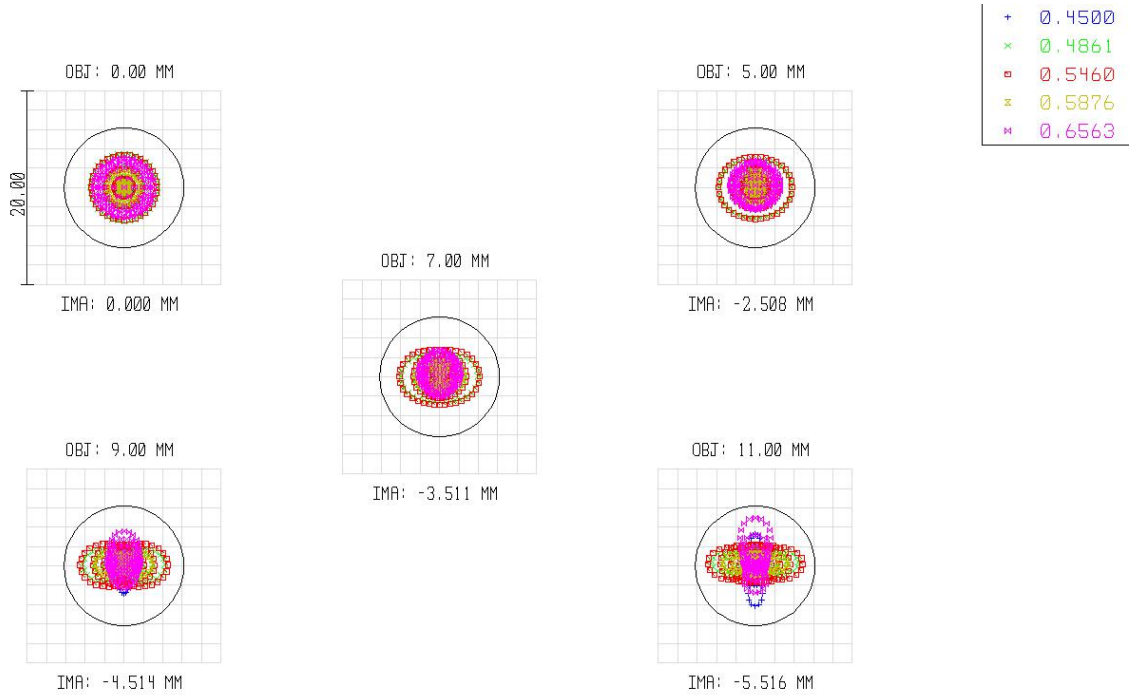 + 0.4500
× 0.4861
0.5460
0.5876
0.6563
OBJ: 0.00 MM
OBJ: 5.00 MM
20.00
IMA: 0.000 MM
IMA: -2.508 MM
OBJ: 7.00 MM
IMA: -3.511 MM
OBJ: 9.00 MM
OBJ: 11.00 MM
IMA: -4.514 MM
IMA: -5.516 MM